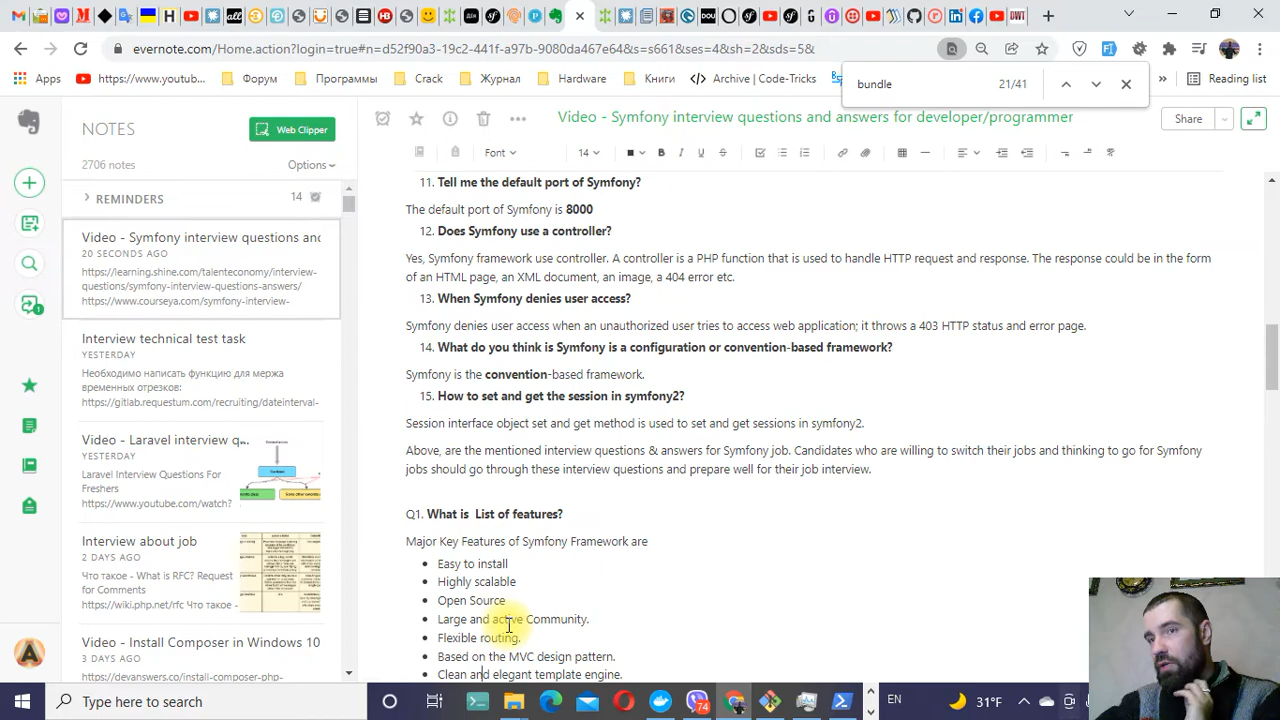 evernote.com/Home.action?login=true#n=d52f90a3-19c2-441f-a97b-9080da467e64&s=s661&ses=4&sh=2&sds=5&
Apps
https://www.youtub...
Форум
Программы
Crack
Журнал
Hardware
Книги
Archive | Code-Tricks
Reading list
bundle
21/41
NOTES
Web Clipper
2706 notes
Options
REMINDERS
14
Video - Symfony interview questions and
20 SECONDS AGO
https://learning.shine.com/talenteconomy/interview-
questions/symfony-interview-questions-answers/
https://www.courseya.com/symfony-interview-
Interview technical test task
YESTERDAY
Необходимо написать функцию для мержа
временных отрезков:
https://gitlab.requestum.com/recruiting/dateinterval-
Video - Laravel interview q...
YESTERDAY
Laravel Interview Questions For
Freshers
https://www.youtube.com/watch?
Interview about job
2 DAYS AGO
Что такое - What is RFC? Request
for Comments
https://wiki.php.net/rfc Что такое -
Video - Install Composer in Windows 10
3 DAYS AGO
https://devanswers.co/install-composer-php-
Video - Symfony interview questions and answers for developer/programmer
Share
Font
14
11. Tell me the default port of Symfony?
The default port of Symfony is 8000
12. Does Symfony use a controller?
Yes, Symfony framework use controller. A controller is a PHP function that is used to handle HTTP request and response. The response could be in the form
of an HTML page, an XML document, an image, a 404 error etc.
13. When Symfony denies user access?
Symfony denies user access when an unauthorized user tries to access web application; it throws a 403 HTTP status and error page.
14. What do you think is Symfony is a configuration or convention-based framework?
Symfony is the convention-based framework.
15. How to set and get the session in symfony2?
Session interface object set and get method is used to set and get sessions in symfony2.
Above, are the mentioned interview questions & answers for Symfony job. Candidates who are willing to switch their jobs and thinking to go for Symfony
jobs should go through these interview questions and prepare well for their job interview.
Q1. What is List of features?
Major Key Features of Symfony Framework are
Easy to install
Highly scalable
Open Source
Large and active Community.
Flexible routing.
Based on the MVC design pattern.
Clean and elegant template engine.
Type here to search
74
EN
31°F